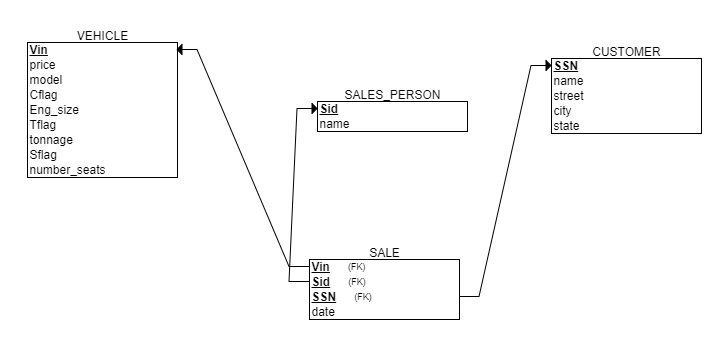 VEHICLE
Vin
price
model
Cflag
Eng_size
Tflag
tonnage
Sflag
number_seats
SALES_PERSON
Sid
name
CUSTOMER
SSN
name
street
city
state
SALE
Vin (FK)
Sid (FK)
SSN (FK)
date